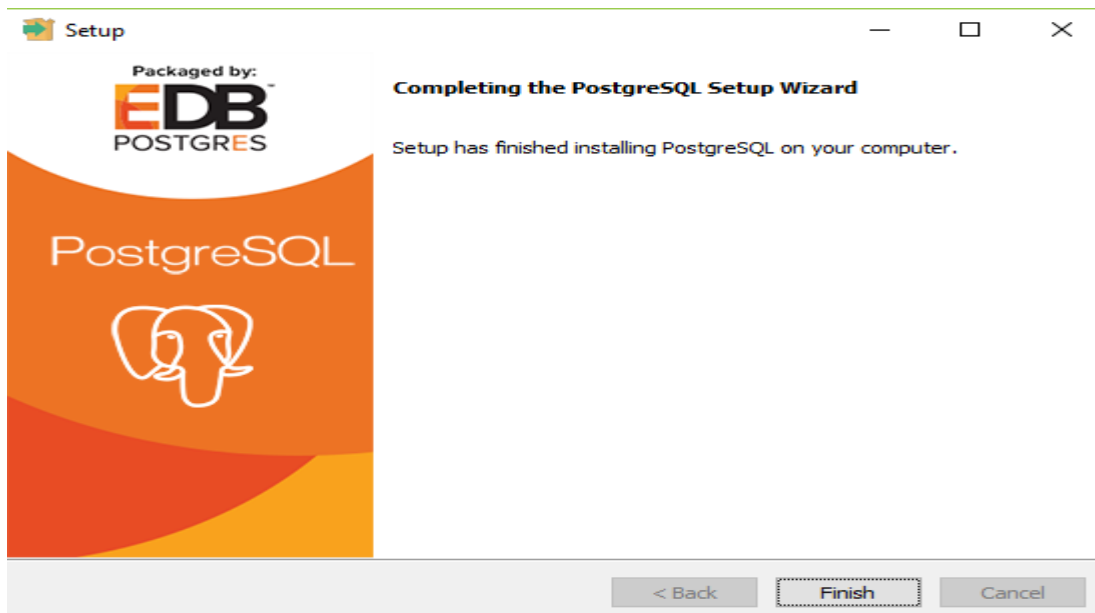 Setup
Packaged by:
EDB™
POSTGRES
PostgreSQL
Completing the PostgreSQL Setup Wizard
Setup has finished installing PostgreSQL on your computer.
< Back
Finish
Cancel